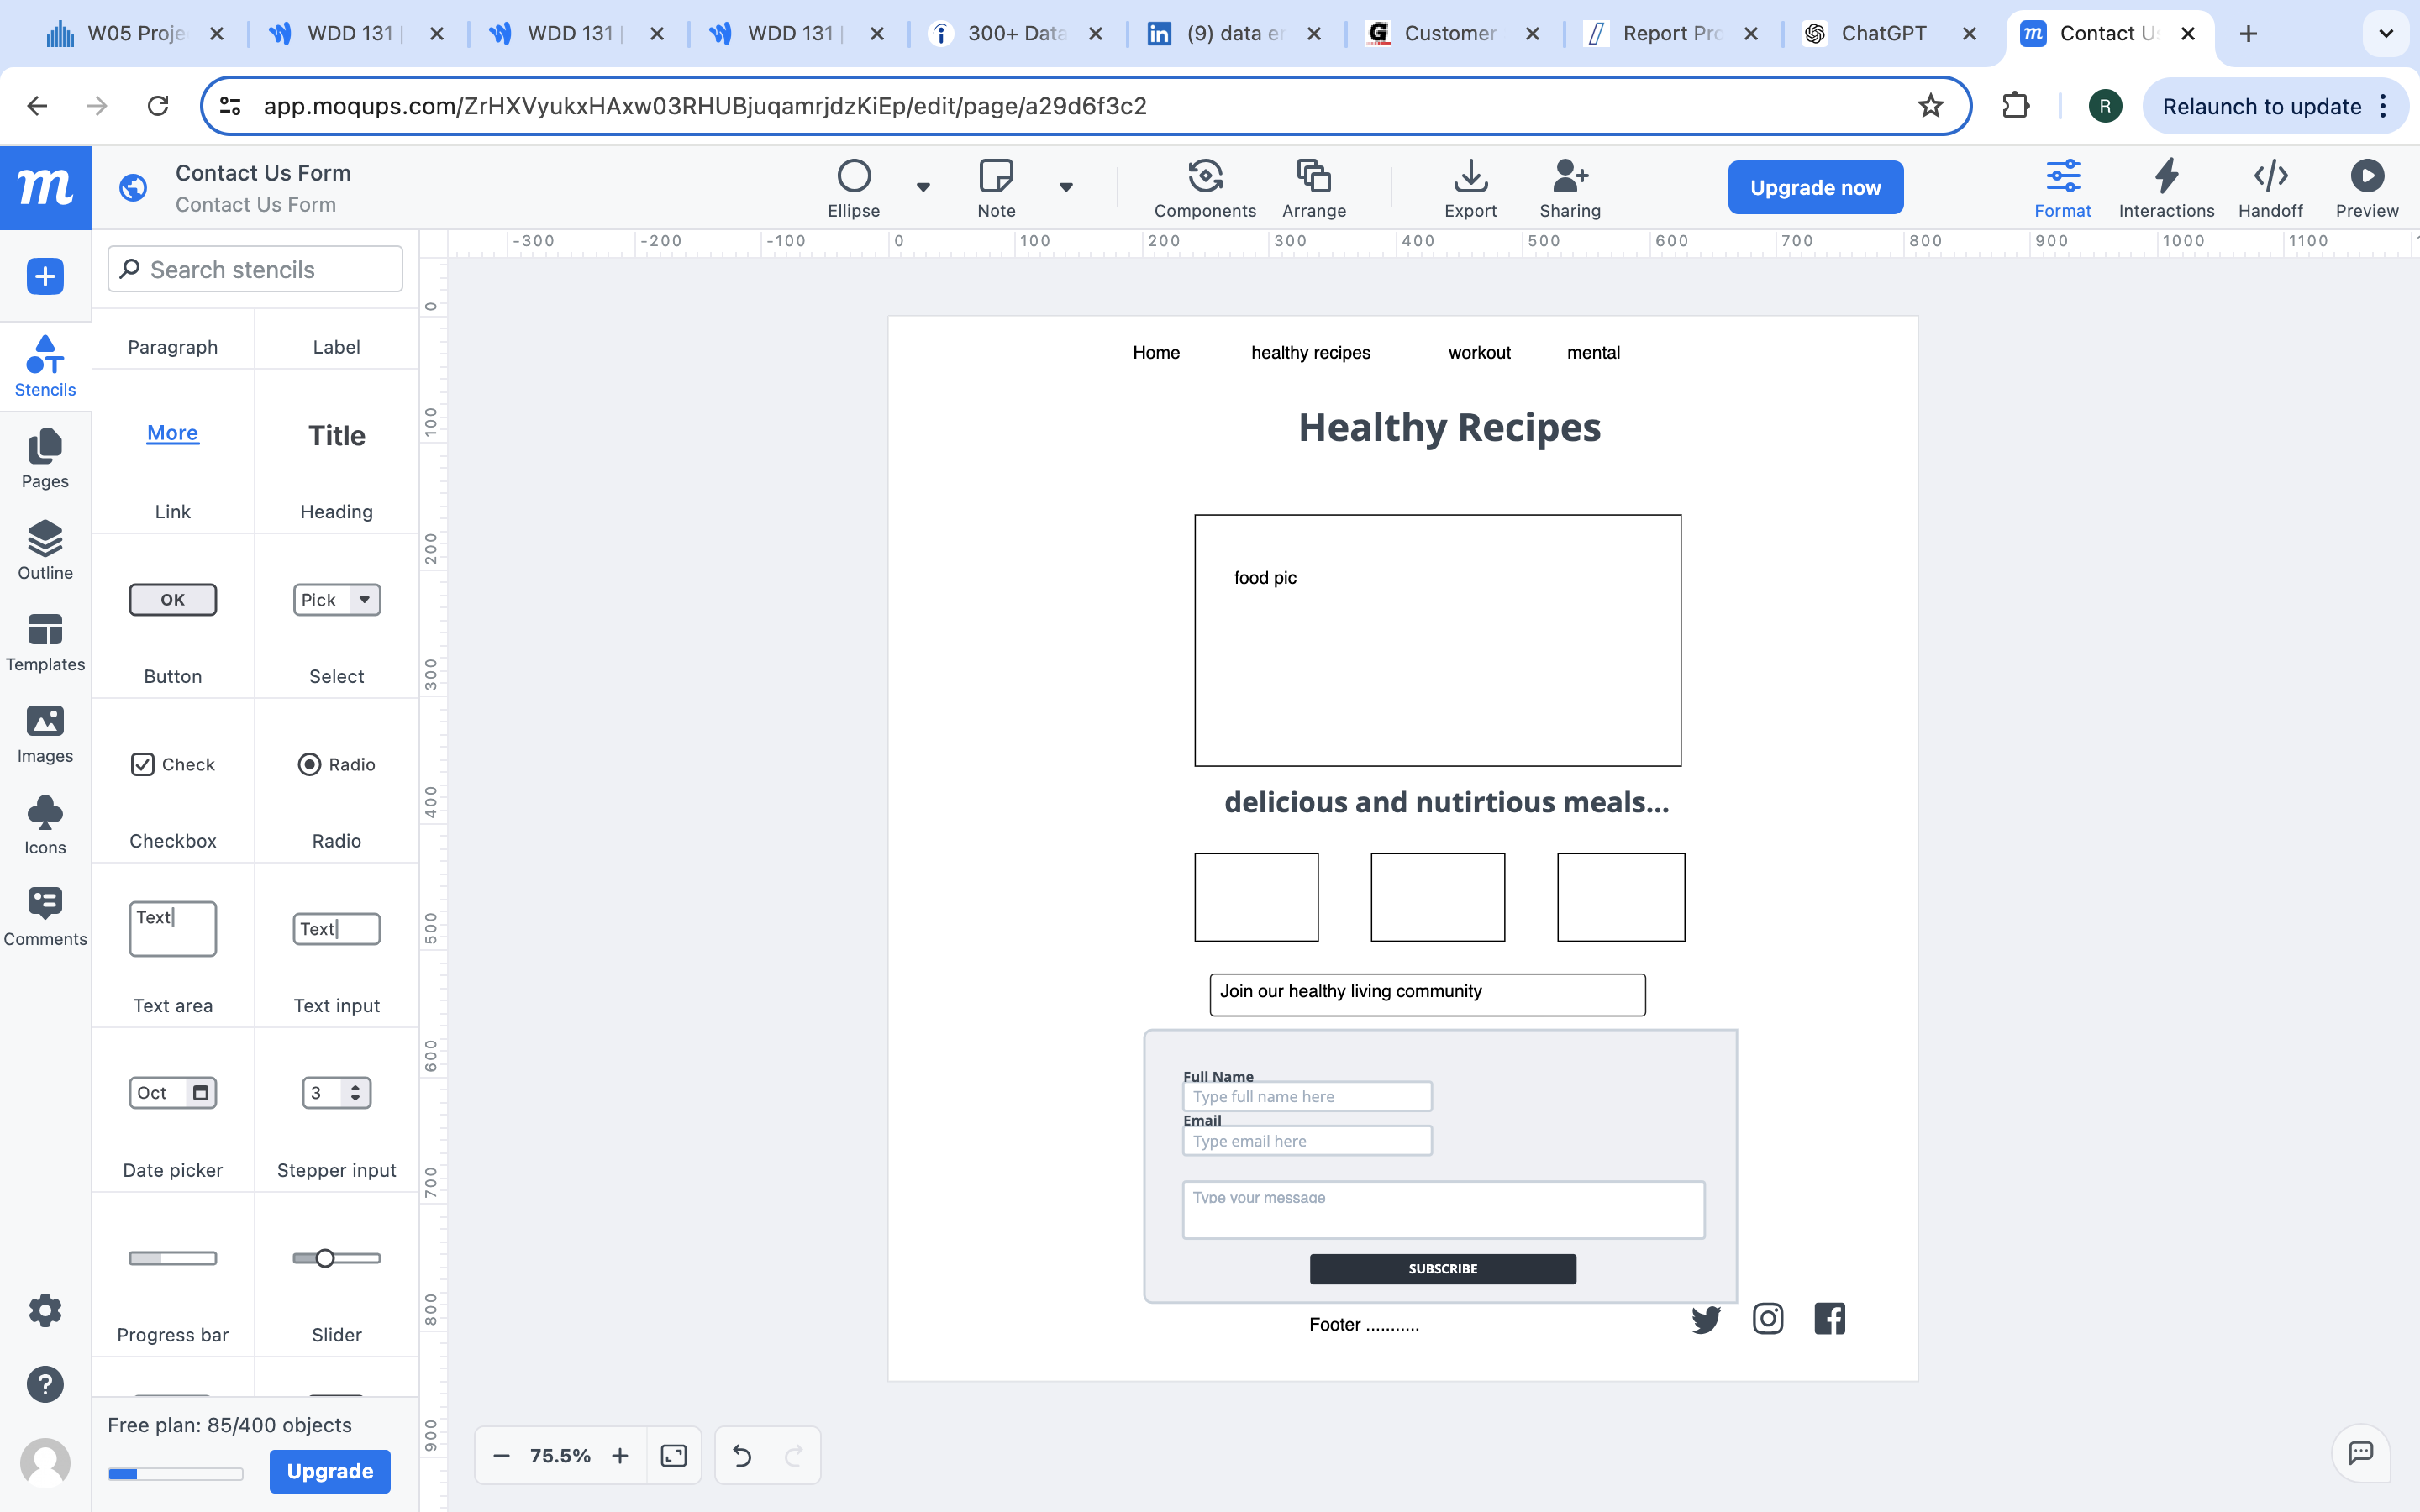 W05 Proje
WDD 131 |
WDD 131 |
WDD 131 |
300+ Data
(9) data en
Customer
Report Pro
ChatGPT
Contact Us
app.moqups.com/ZrHXVyukxHAxw03RHUBjuqamrjdzKiEp/edit/page/a29d6f3c2
R
Relaunch to update
m
Contact Us Form
Contact Us Form
Ellipse
Note
Components
Arrange
Export
Sharing
Upgrade now
Format
Interactions
Handoff
Preview
Search stencils
-300 -200 -100 0 100 200 300 400 500 600 700 800 900 1000 1100
0 100 200 300 400 500 600 700 800 900
Stencils
Pages
Outline
Templates
Images
Icons
Comments
Paragraph
Label
More
Title
Link
Heading
OK
Pick
Button
Select
Check
Radio
Checkbox
Radio
Text
Text
Text area
Text input
Oct
3
Date picker
Stepper input
Progress bar
Slider
Free plan: 85/400 objects
Upgrade
Home healthy recipes workout mental
Healthy Recipes
food pic
delicious and nutirtious meals...
Join our healthy living community
Full Name
Type full name here
Email
Type email here
Type your message
SUBSCRIBE
Footer ...........
75.5%